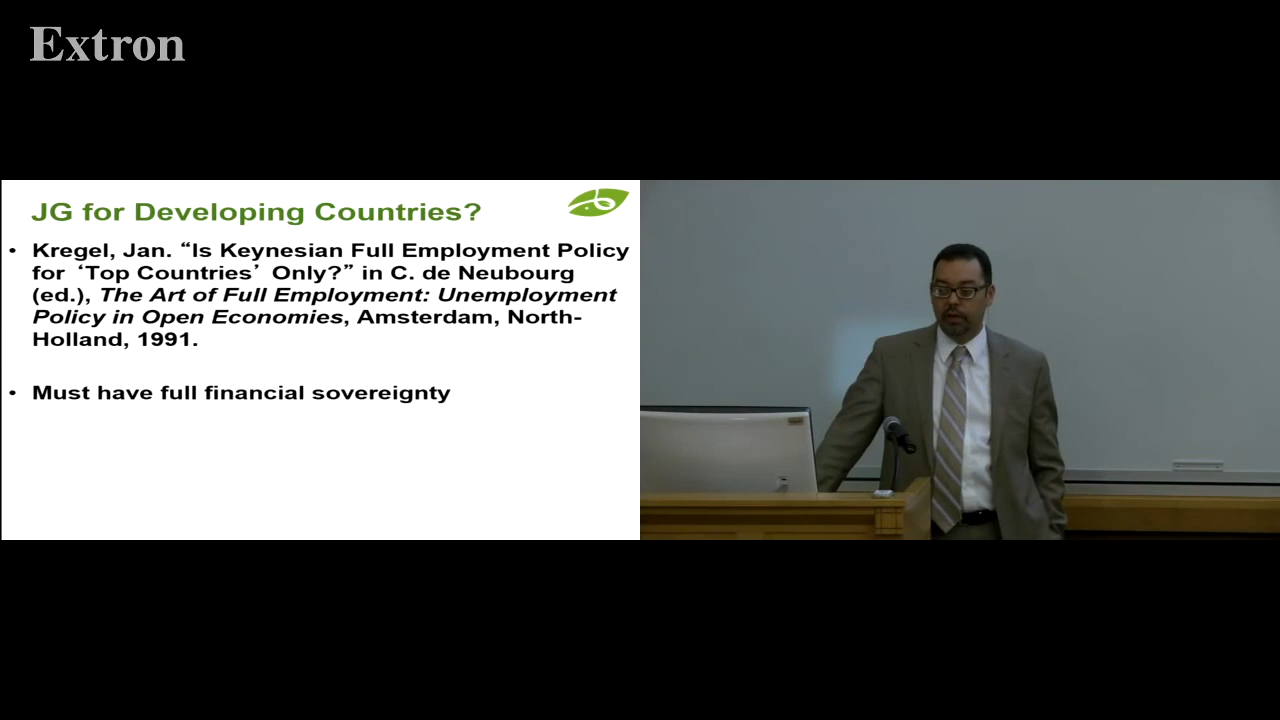 Extron
JG for Developing Countries?
• Kregel, Jan. “Is Keynesian Full Employment Policy
for ‘Top Countries’ Only?” in C. de Neubourg
(ed.), The Art of Full Employment: Unemployment
Policy in Open Economies, Amsterdam, North-
Holland, 1991.
• Must have full financial sovereignty